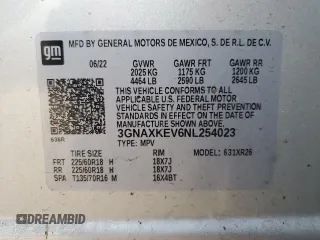 gm
MFD BY GENERAL MOTORS DE MEXICO, S. DE R.L. DE C.V.
06/22 GVWR GAWR FRT GAWR RR
2025 KG 1175 KG 1200 KG
4464 LB 2590 LB 2645 LB
THIS VEHICLE CONFORMS TO ALL
APPLICABLE U.S. FEDERAL MOTOR
VEHICLE SAFETY, BUMPER, AND THEFT
PREVENTION STANDARDS IN EFFECT ON
THE DATE OF MANUFACTURE SHOWN ABOVE.
3GNAXKEV6NL254023
TYPE: MPV MODEL: 631XR26
TIRE SIZE RIM
FRT 225/60R18 H 18X7J
RR 225/60R18 H 18X7J
SPA T135/70R16 M 16X4BT
© AUTOBIDMASTER